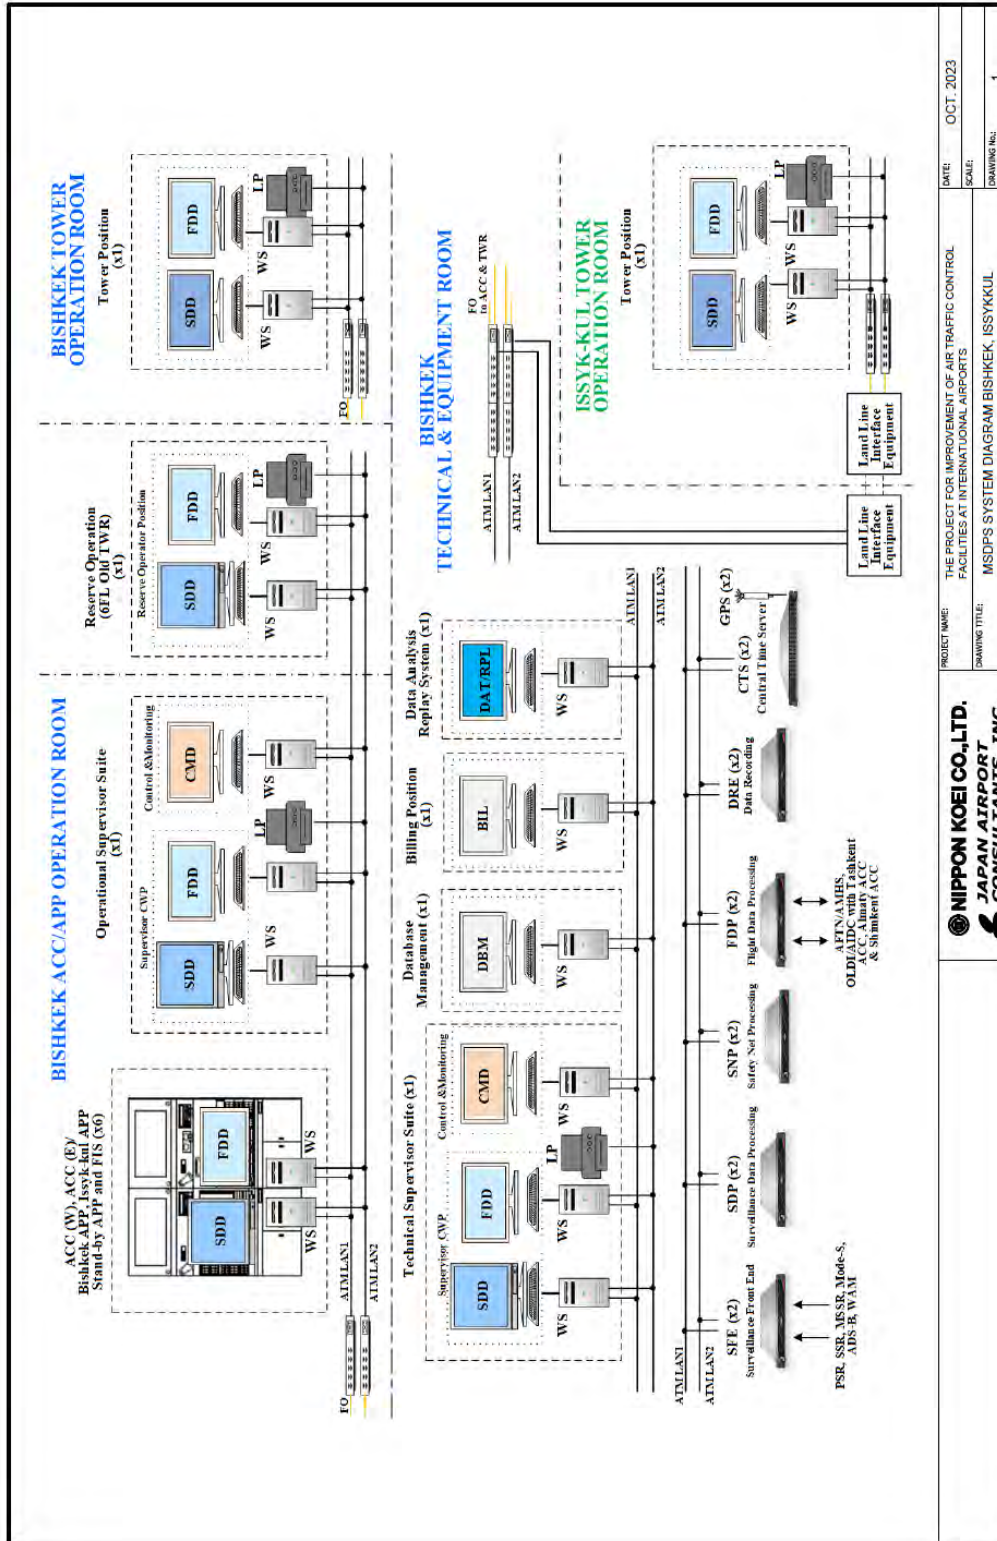 BISHKEK ACC/APP OPERATION ROOM
ACC (W), ACC (E)/
Bishkek APP, Issyk-kul APP
Stand-by APP and FIS (x6)
SDD
FDD
WS
WS
FO
ATM LAN1
ATM LAN2
Operational Supervisor Suite
(x1)
Supervisor CWP
Control &Monitoring
SDD
FDD
CMD
WS
LP
WS
Reserve Operation
(6FL Old TWR)
(x1)
Reserve Operator Position
SDD
FDD
WS
WS
LP
BISHKEK TOWER
OPERATION ROOM
Tower Position
(x1)
SDD
FDD
WS
WS
LP
FO
BISHKEK
TECHNICAL & EQUIPMENT ROOM
Technical Supervisor Suite (x1)
Supervisor CWP
Control &Monitoring
SDD
FDD
CMD
WS
WS
LP
WS
Database
Management (x1)
DBM
WS
Billing Position
(x1)
BIL
WS
Data Analysis
Replay System (x1)
DAT/RPL
WS
ATM LAN1
ATM LAN2
ATM LAN1
ATM LAN2
FO
to ACC & TWR
ATM LAN1
ATM LAN2
SFE (x2)
Surveillance Front End
PSR, SSR, MSSR, Mode-S,
ADS-B, WAM
SDP (x2)
Surveillance Data Processing
SNP (x2)
Safety Net Processing
FDP (x2)
Flight Data Processing
AFTN/AMHS,
OLDI/AIDC with Tashkent
ACC, Almaty ACC
& Shimkent ACC
DRE (x2)
Data Recording
CTS (x2)
Central Time Server
GPS (x2)
Land Line
Interface
Equipment
Land Line
Interface
Equipment
ISSYK-KUL TOWER
OPERATION ROOM
Tower Position
(x1)
SDD
FDD
WS
WS
LP
NIPPON KOEI CO.,LTD.
JAPAN AIRPORT
PROJECT NAME:
THE PROJECT FOR IMPROVEMENT OF AIR TRAFFIC CONTROL
FACILITIES AT INTERNATUONAL AIRPORTS
DRAWING TITLE:
MSDPS SYSTEM DIAGRAM BISHKEK, ISSYKKUL
DATE:
OCT. 2023
SCALE:
DRAWING No.:
1